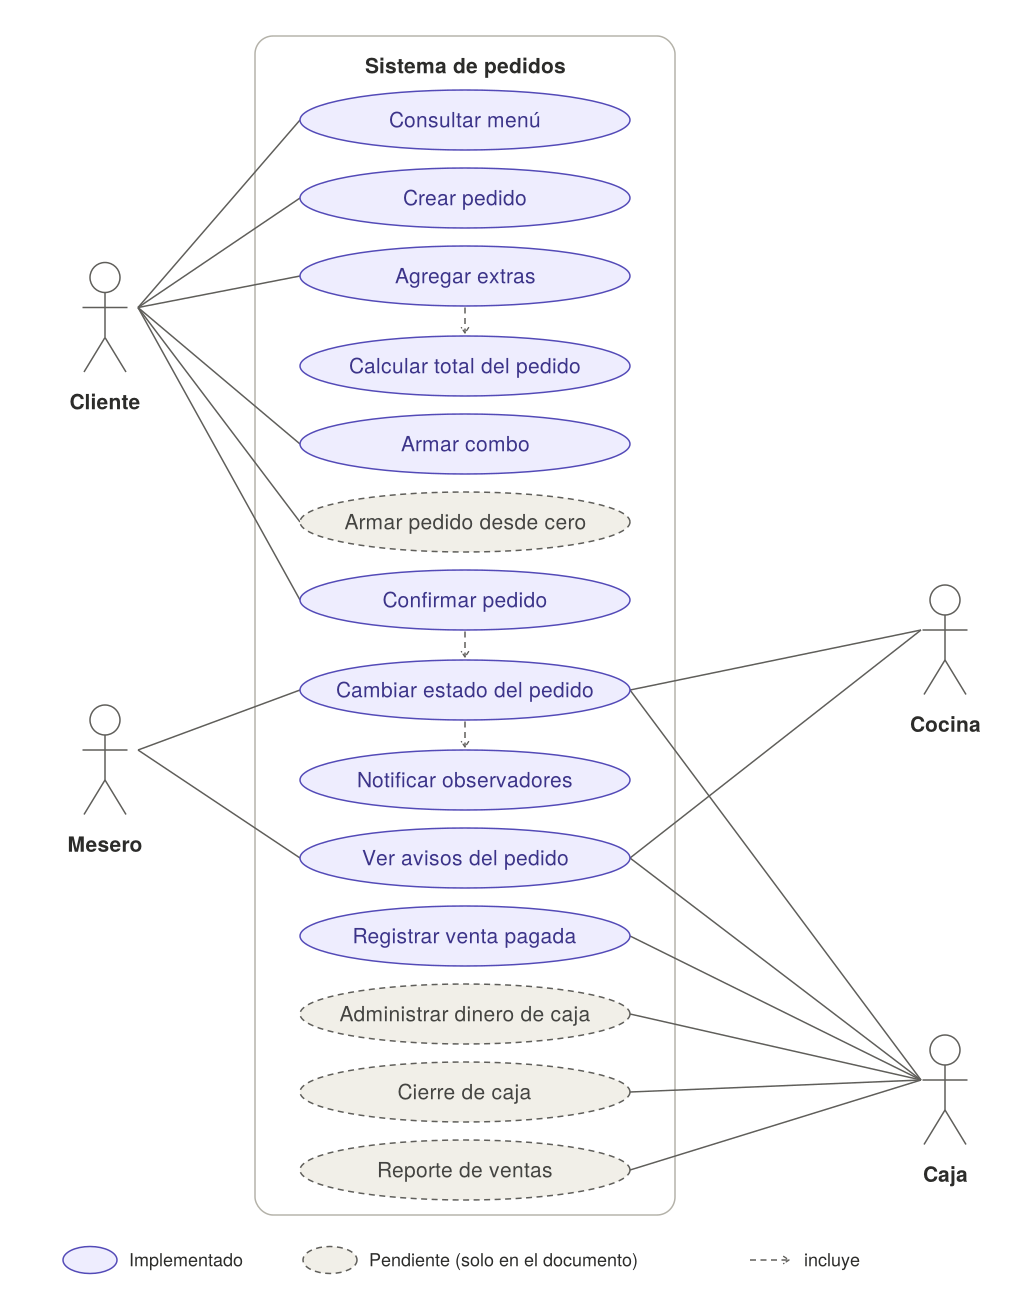 Sistema de pedidos
Consultar menú
Crear pedido
Agregar extras
Calcular total del pedido
Cliente
Armar combo
Armar pedido desde cero
Confirmar pedido
Cambiar estado del pedido
Cocina
Notificar observadores
Mesero
Ver avisos del pedido
Registrar venta pagada
Administrar dinero de caja
Cierre de caja
Reporte de ventas
Caja
Implementado
Pendiente (solo en el documento)
incluye